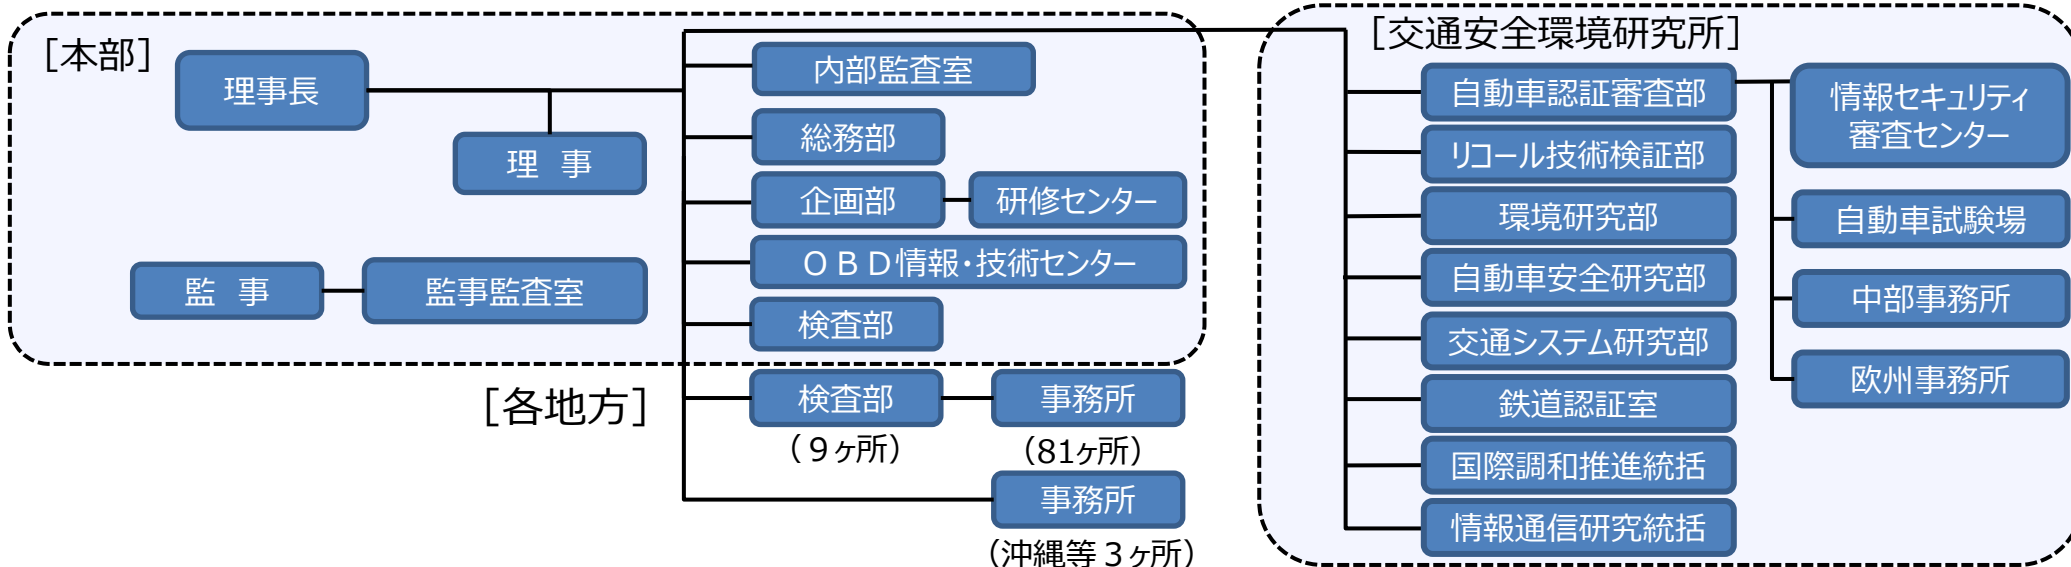 ［本部］
理事長
理 事
監 事
監事監査室
内部監査室
総務部
企画部
研修センター
ＯＢＤ情報・技術センター
検査部
［各地方］
検査部
（９ヶ所）
事務所
（81ヶ所）
事務所
（沖縄等３ヶ所）
［交通安全環境研究所］
自動車認証審査部
リコール技術検証部
環境研究部
自動車安全研究部
交通システム研究部
鉄道認証室
国際調和推進統括
情報通信研究統括
情報セキュリティ
審査センター
自動車試験場
中部事務所
欧州事務所